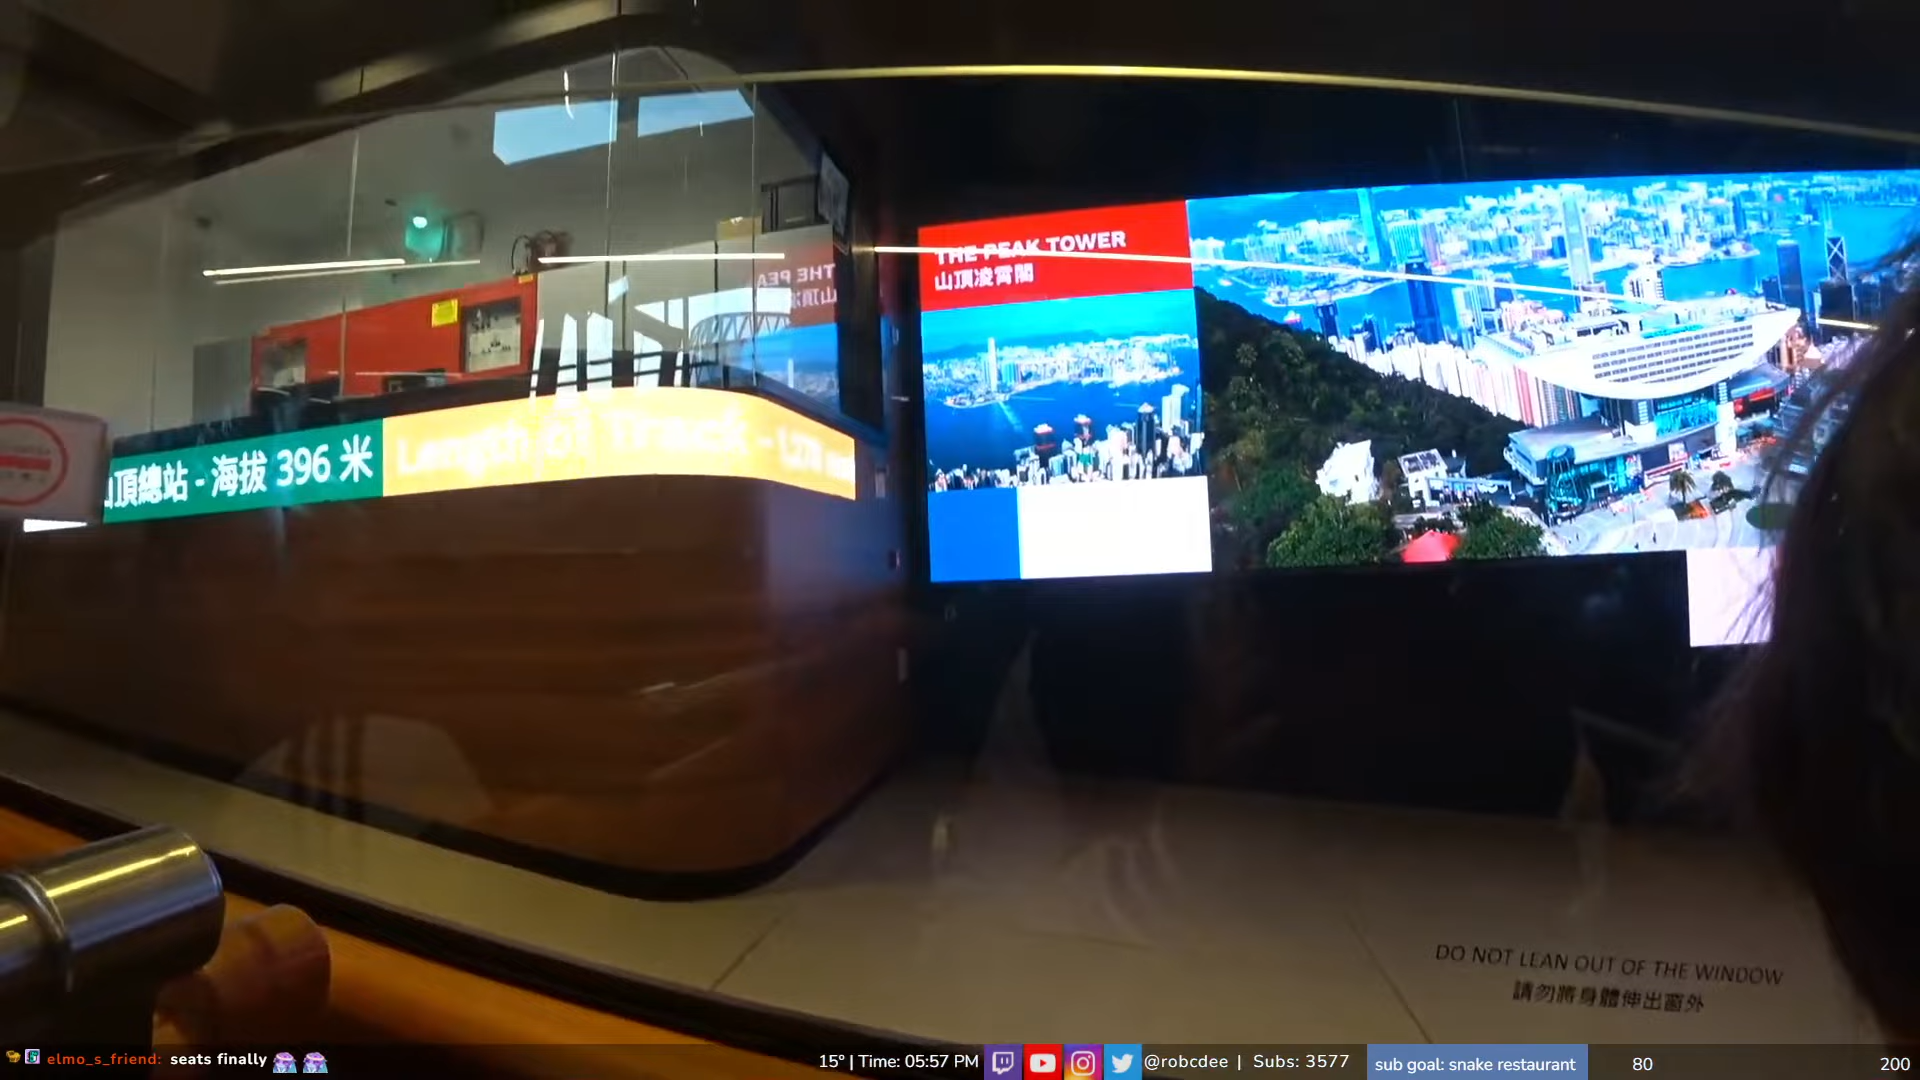 THE PEAK TOWER
山頂凌霄閣
頂總站 - 海拔 396 米
Length of Track - 1,270
DO NOT LEAN OUT OF THE WINDOW
請勿將身體伸出窗外
elmo_s_friend: seats finally
15° | Time: 05:57 PM
@robcdee | Subs: 3577
sub goal: snake restaurant
80
200